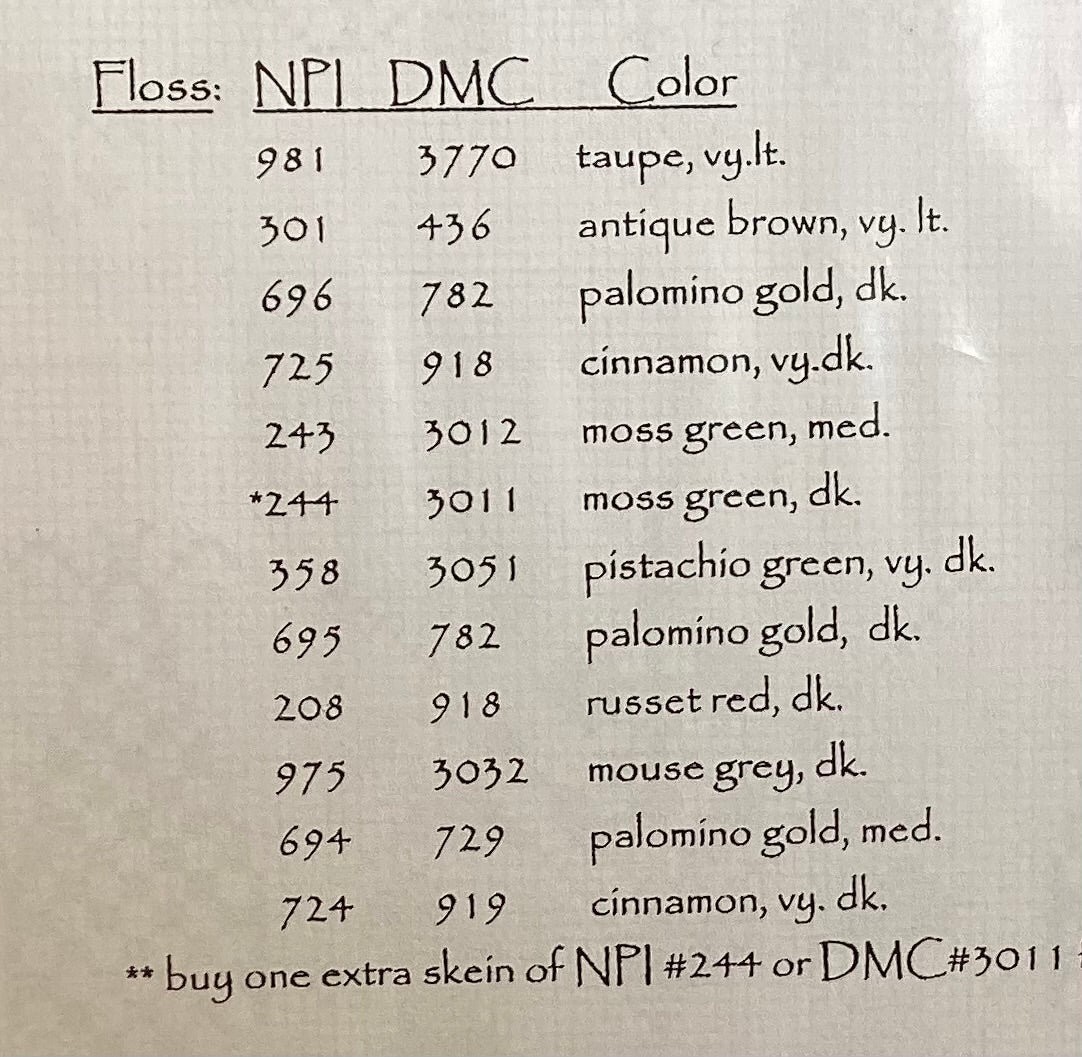 Floss: NPI DMC Color
981 3770 taupe, vy.lt.
301 436 antique brown, vy. lt.
696 782 palomino gold, dk.
725 918 cinnamon, vy.dk.
243 3012 moss green, med.
*244 3011 moss green, dk.
358 3051 pistachio green, vy. dk.
695 782 palomino gold, dk.
208 918 russet red, dk.
975 3032 mouse grey, dk.
694 729 palomino gold, med.
724 919 cinnamon, vy. dk.
** buy one extra skein of NPI #244 or DMC#3011